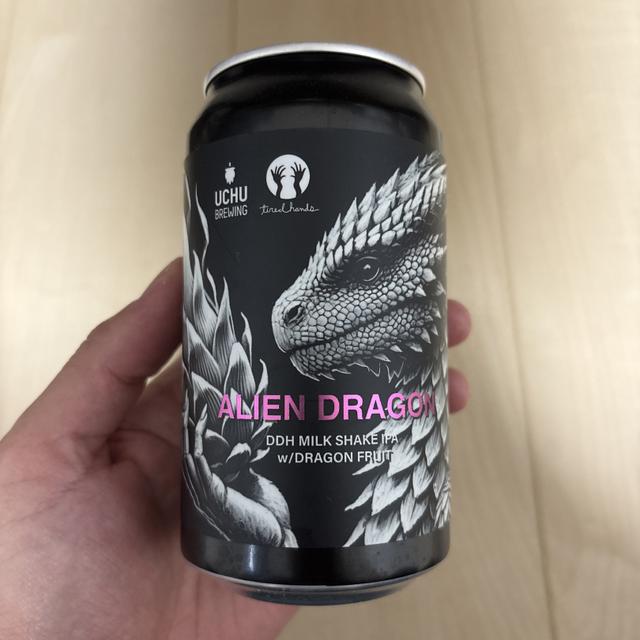 UCHU
BREWING
tired hands
ALIEN DRAGON
DDH MILK SHAKE IPA
w/DRAGON FRUIT